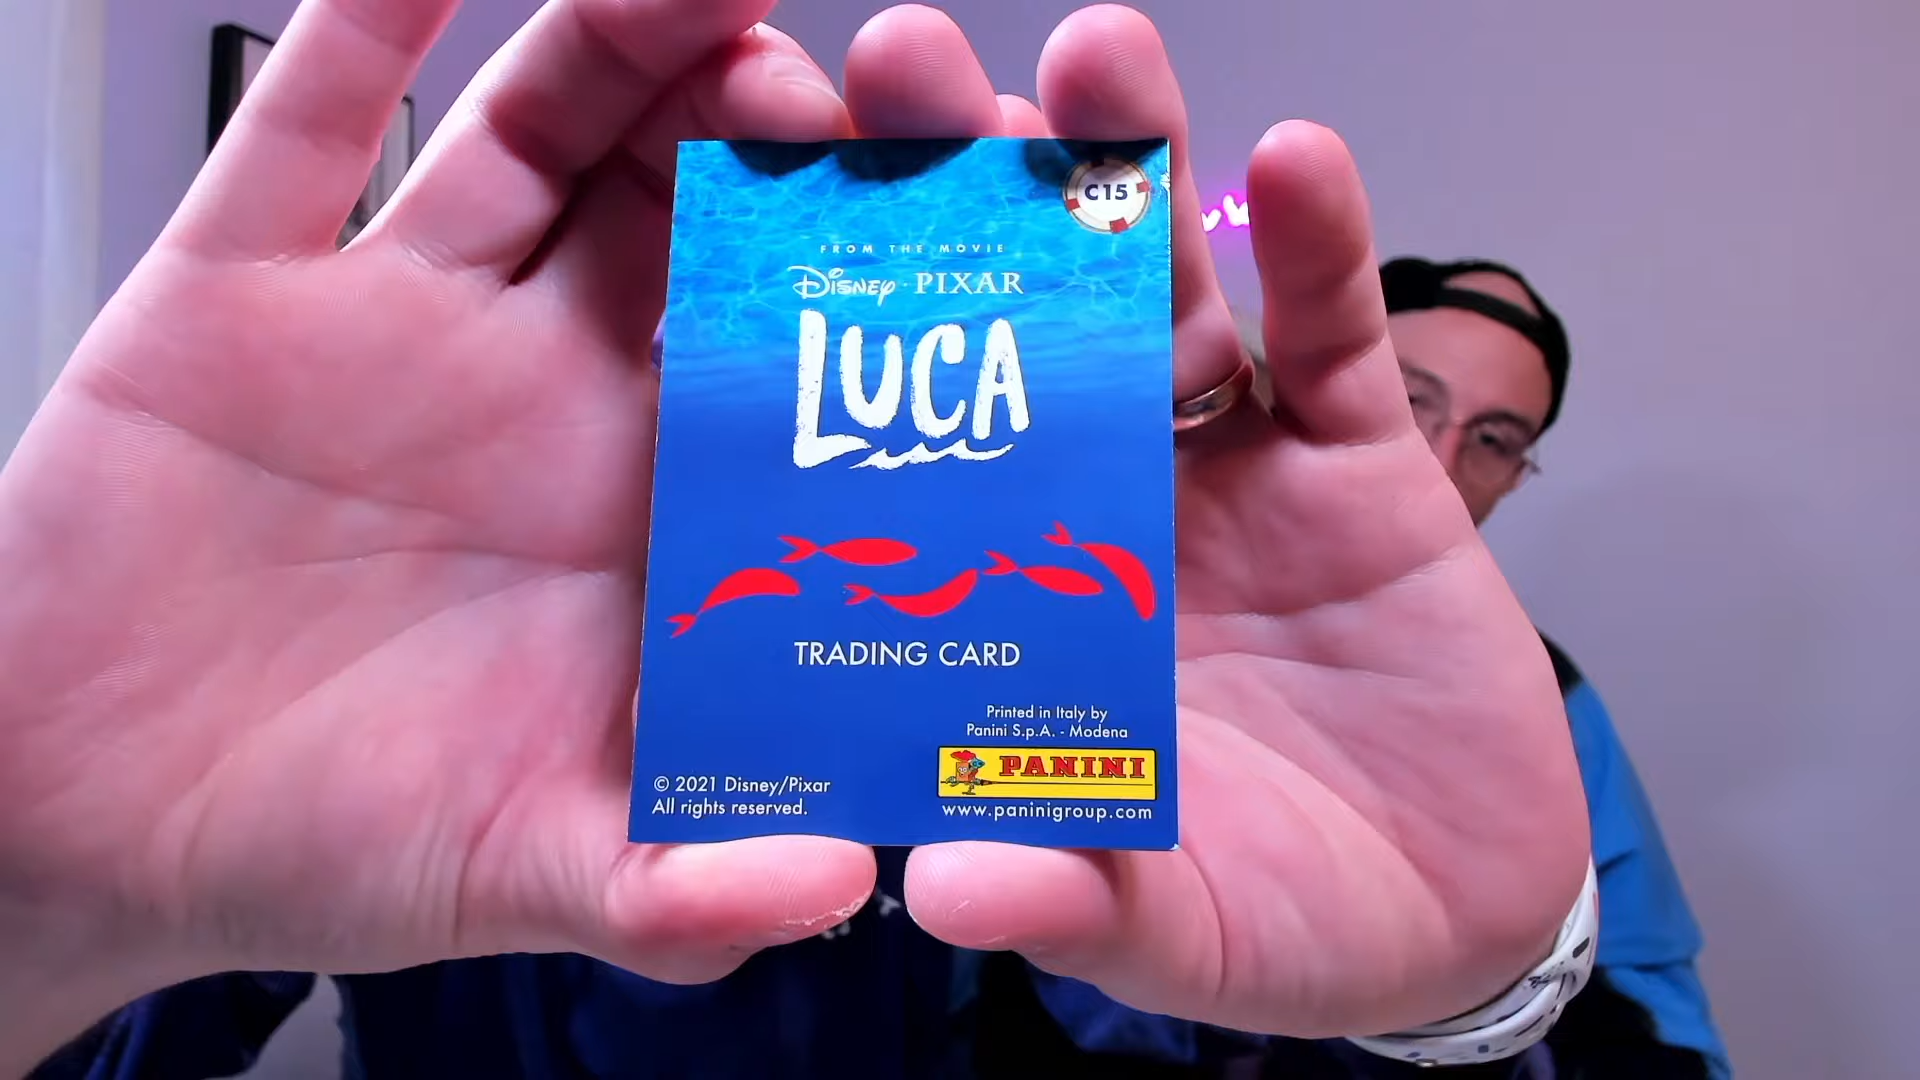 C15
FROM THE MOVIE
Disney · PIXAR
LUCA
TRADING CARD
Printed in Italy by
Panini S.p.A. - Modena
PANINI
© 2021 Disney/Pixar
All rights reserved.
www.paninigroup.com